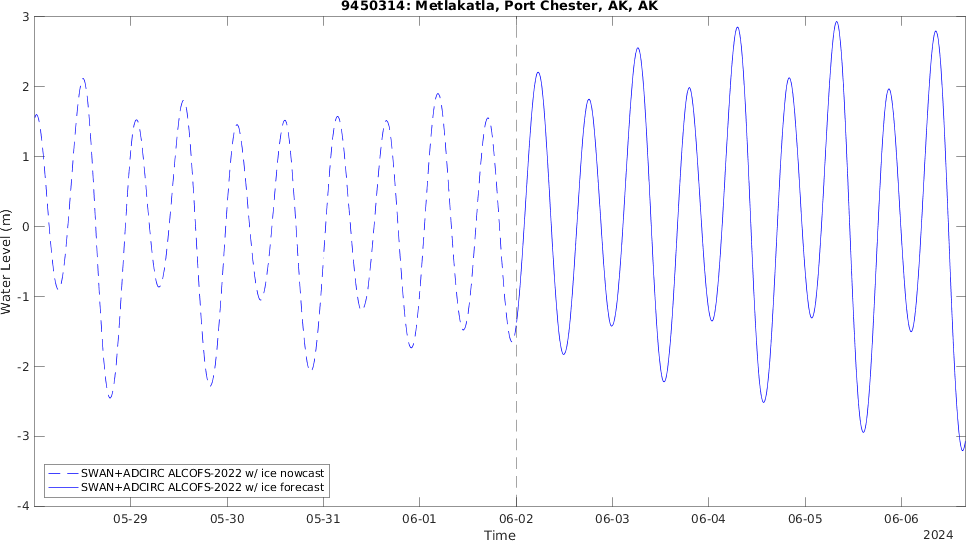 9450314: Metlakatla, Port Chester, AK, AK
3
2
1
0
-1
-2
-3
-4
Water Level (m)
SWAN+ADCIRC ALCOFS-2022 w/ ice nowcast
SWAN+ADCIRC ALCOFS-2022 w/ ice forecast
05-29 05-30 05-31 06-01 06-02 06-03 06-04 06-05 06-06
Time
2024